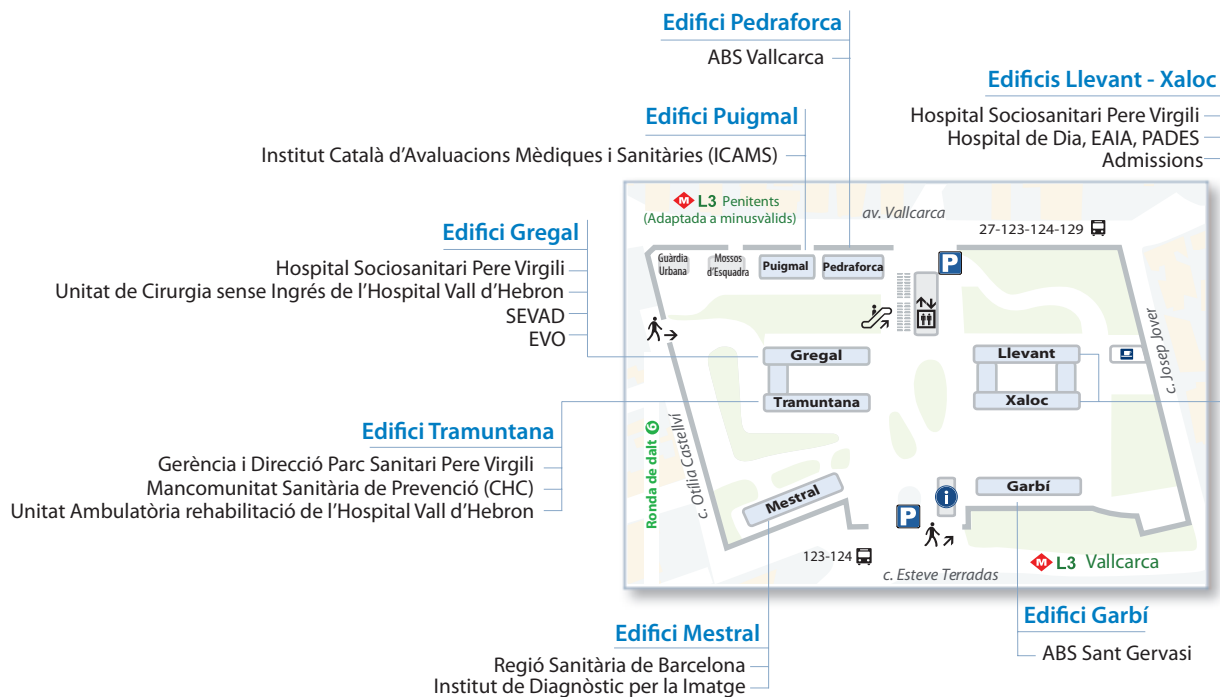 Edifici Pedraforca
ABS Vallcarca
Edificis Llevant - Xaloc
Hospital Sociosanitari Pere Virgili
Hospital de Dia, EAIA, PADES
Admissions
Edifici Puigmal
Institut Català d’Avaluacions Mèdiques i Sanitàries (ICAMS)
Edifici Gregal
Hospital Sociosanitari Pere Virgili
Unitat de Cirurgia sense Ingrés de l’Hospital Vall d’Hebron
SEVAD
EVO
Edifici Tramuntana
Gerència i Direcció Parc Sanitari Pere Virgili
Mancomunitat Sanitària de Prevenció (CHC)
Unitat Ambulatòria rehabilitació de l’Hospital Vall d’Hebron
M L3 Penitents
(Adaptada a minusvàlids)
av. Vallcarca
27-123-124-129
Guàrdia
Urbana
Mossos
d’Esquadra
Puigmal
Pedraforca
P
Gregal
Tramuntana
Llevant
Xaloc
c. Josep Jover
Ronda de dalt 6
c. Otília Castellví
Mestral
P
i
Garbí
123-124
c. Esteve Terradas
M L3 Vallcarca
Edifici Mestral
Regió Sanitària de Barcelona
Institut de Diagnòstic per la Imatge
Edifici Garbí
ABS Sant Gervasi